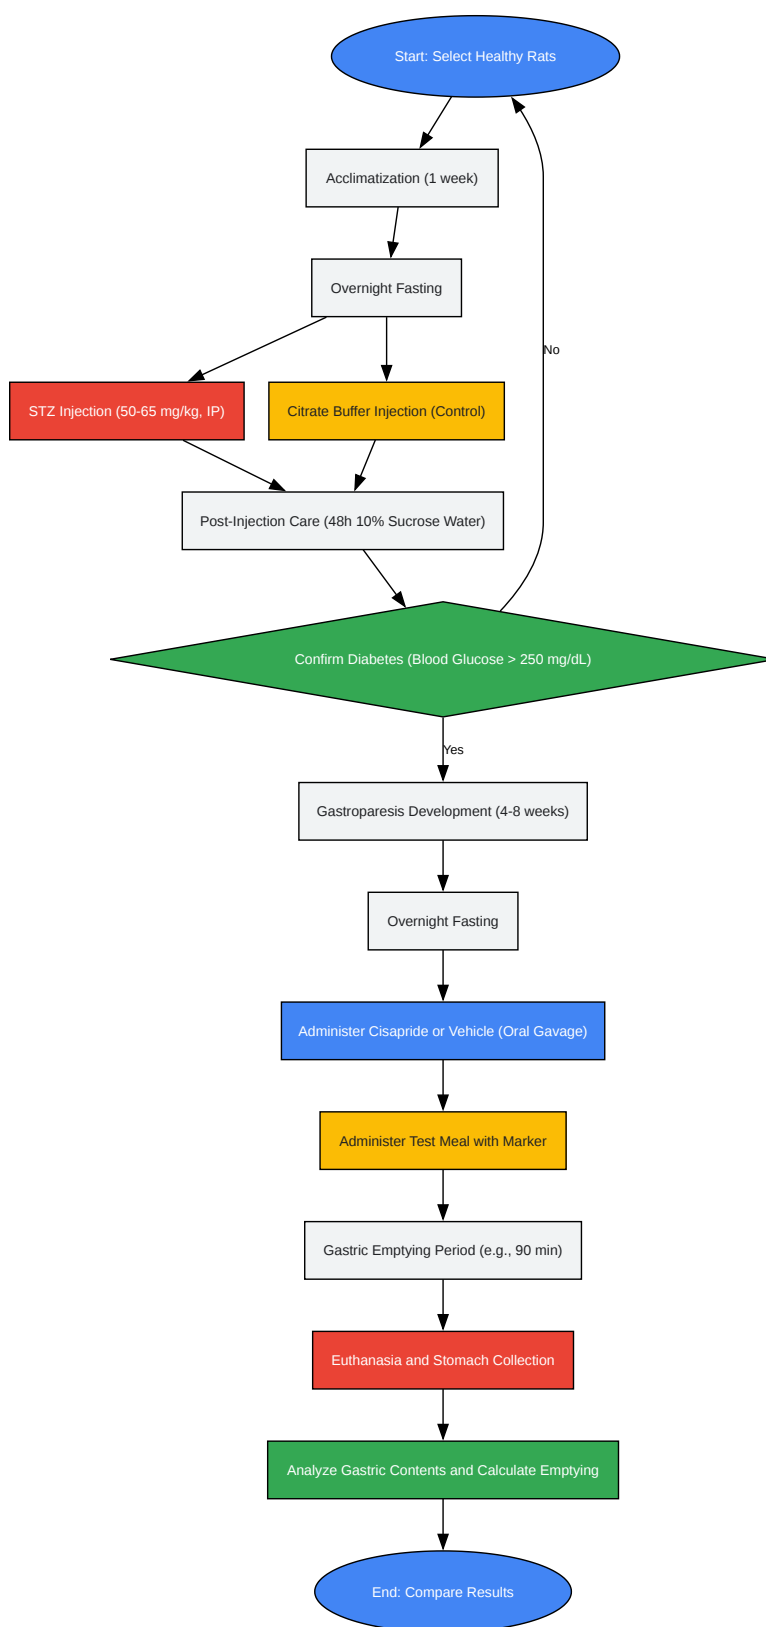 Start: Select Healthy Rats
Acclimatization (1 week)
Overnight Fasting
No
STZ Injection (50-65 mg/kg, IP)
Citrate Buffer Injection (Control)
Post-Injection Care (48h 10% Sucrose Water)
Confirm Diabetes (Blood Glucose > 250 mg/dL)
Yes
Gastroparesis Development (4-8 weeks)
Overnight Fasting
Administer Cisapride or Vehicle (Oral Gavage)
Administer Test Meal with Marker
Gastric Emptying Period (e.g., 90 min)
Euthanasia and Stomach Collection
Analyze Gastric Contents and Calculate Emptying
End: Compare Results